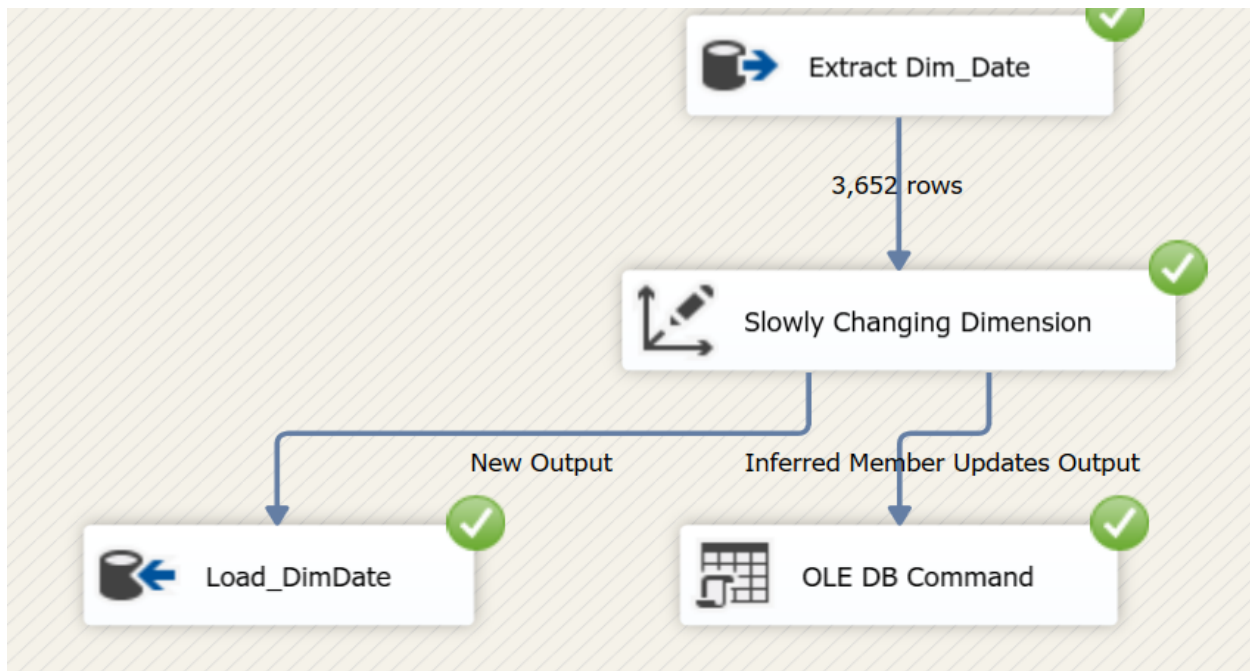 Extract Dim_Date
3,652 rows
Slowly Changing Dimension
New Output
Inferred Member Updates Output
Load_DimDate
OLE DB Command